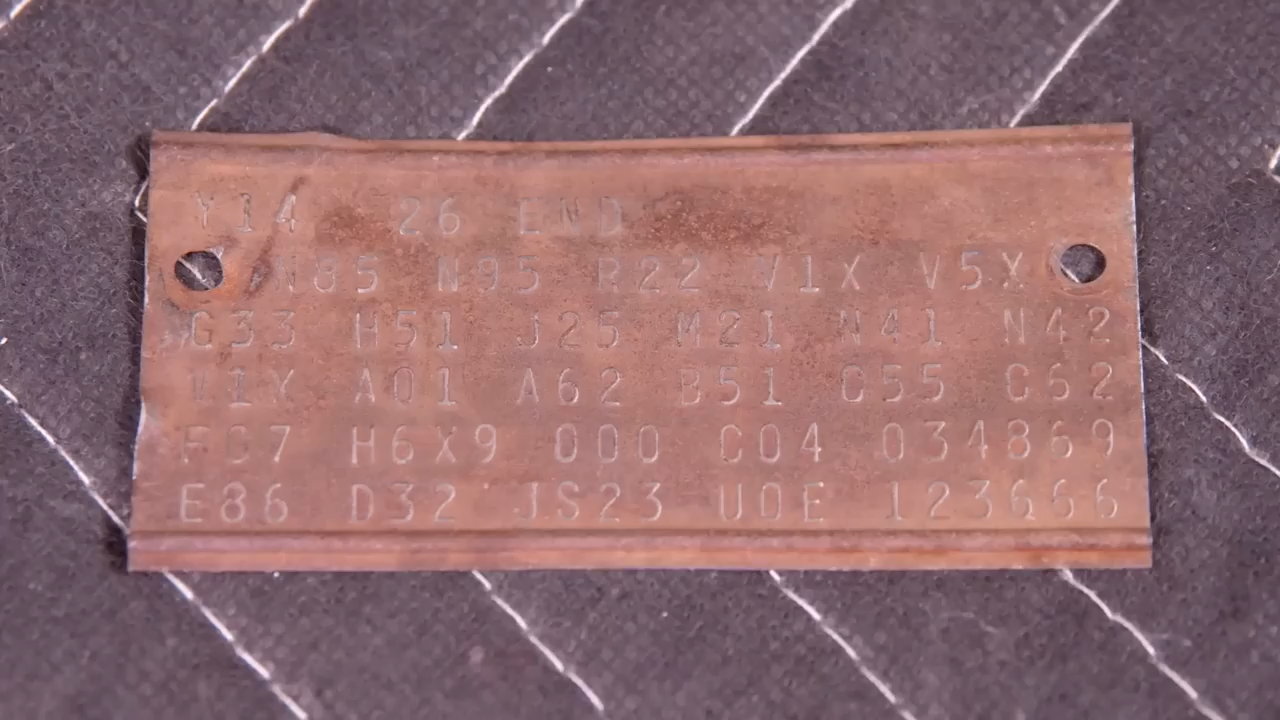 Y14 26 END
N85 N95 R22 V1X V5X
G33 H51 J25 M21 N41 N42
A01 A62 B51 C55 C62
FC7 H6X9 000 C04 034869
E86 D32 JS23 U0E 123666